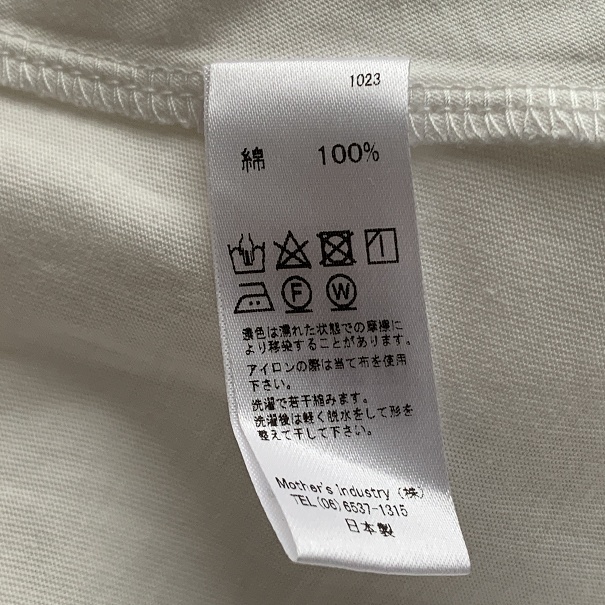 1023
綿 100%
F W
濃色は濡れた状態での摩擦に
より移発することがあります。
アイロンの際は当て布を使用
下さい。
洗濯で若干縮みます。
洗濯後は軽く脱水をして形を
整えて干して下さい。
Mother's industry (株)
TEL(06)6537-1315
日本製